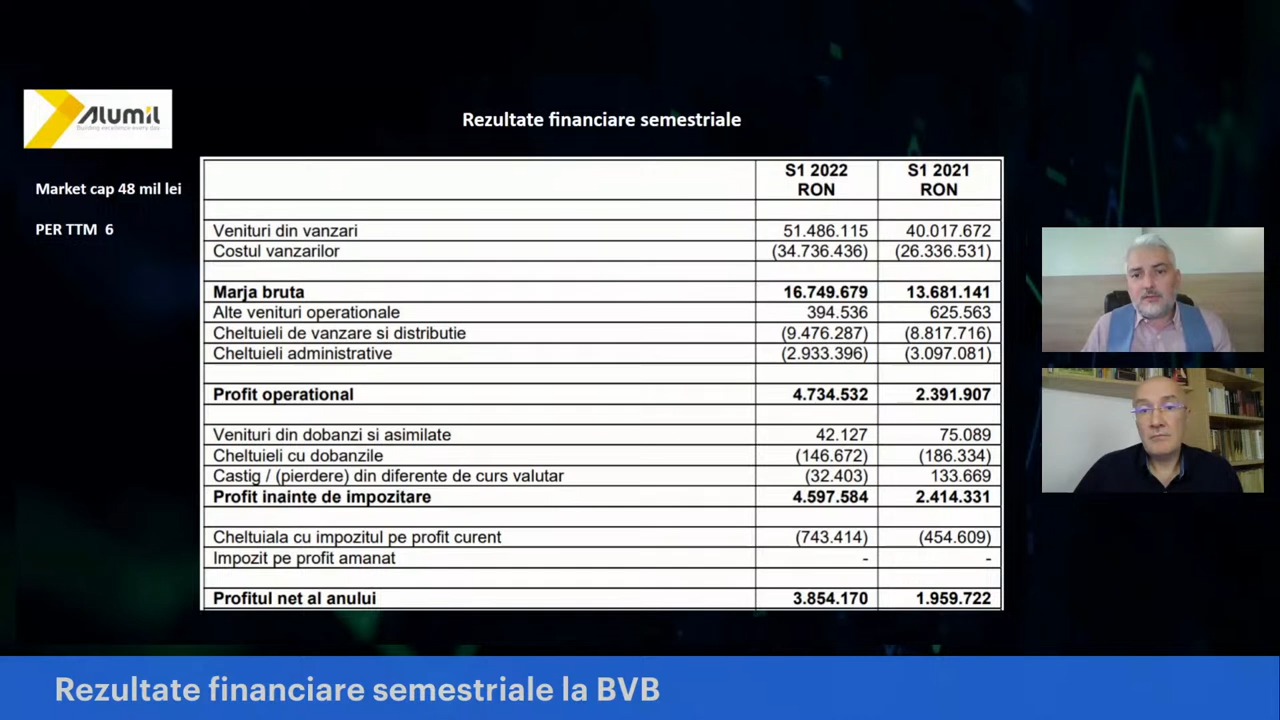 Alumil
Building excellence every day
Rezultate financiare semestriale
Market cap 48 mil lei
PER TTM 6
S1 2022 S1 2021
RON RON
Venituri din vanzari 51.486.115 40.017.672
Costul vanzarilor (34.736.436) (26.336.531)
Marja bruta 16.749.679 13.681.141
Alte venituri operationale 394.536 625.563
Cheltuieli de vanzare si distributie (9.476.287) (8.817.716)
Cheltuieli administrative (2.933.396) (3.097.081)
Profit operational 4.734.532 2.391.907
Venituri din dobanzi si asimilate 42.127 75.089
Cheltuieli cu dobanzile (146.672) (186.334)
Castig / (pierdere) din diferente de curs valutar (32.403) 133.669
Profit inainte de impozitare 4.597.584 2.414.331
Cheltuiala cu impozitul pe profit curent (743.414) (454.609)
Impozit pe profit amanat - -
Profitul net al anului 3.854.170 1.959.722
Rezultate financiare semestriale la BVB